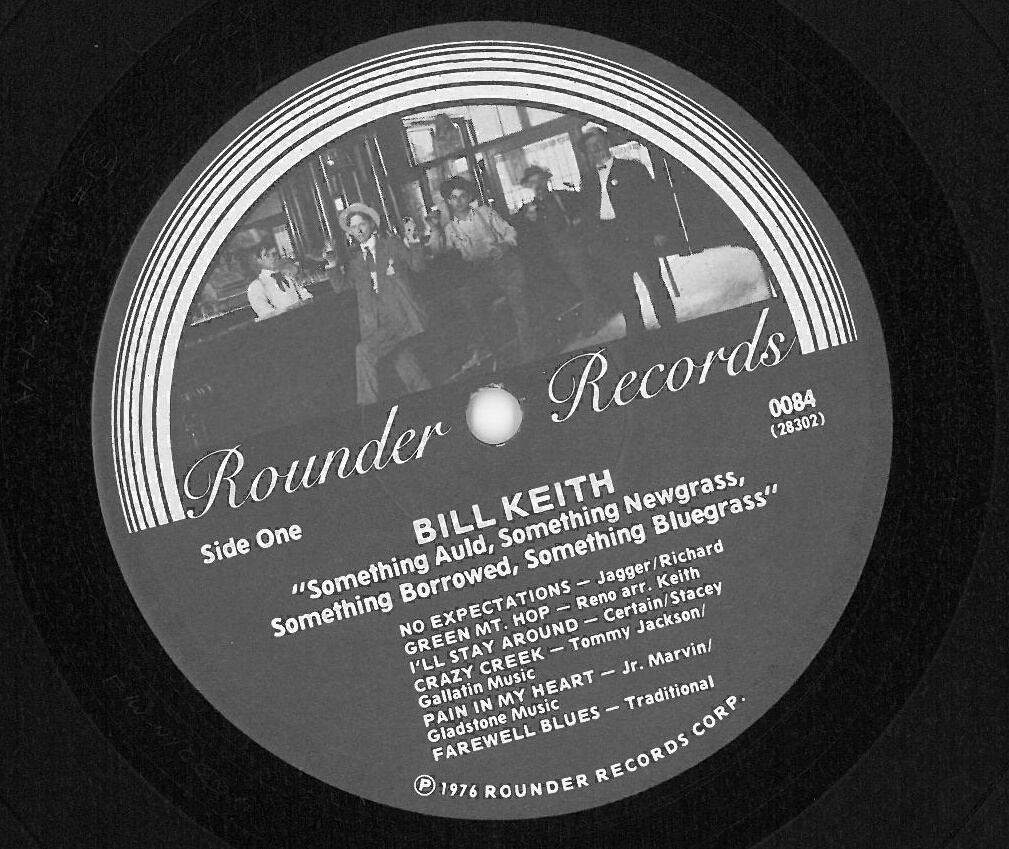 Rounder Records
0084
(28302)
Side One
BILL KEITH
"Something Auld, Something Newgrass,
Something Borrowed, Something Bluegrass"
NO EXPECTATIONS — Jagger/Richard
GREEN MT. HOP — Reno arr. Keith
I'LL STAY AROUND — Certain/Stacey
CRAZY CREEK — Tommy Jackson/
Gallatin Music
PAIN IN MY HEART — Jr. Marvin/
Gladstone Music
FAREWELL BLUES — Traditional
Ⓟ 1976 ROUNDER RECORDS CORP.